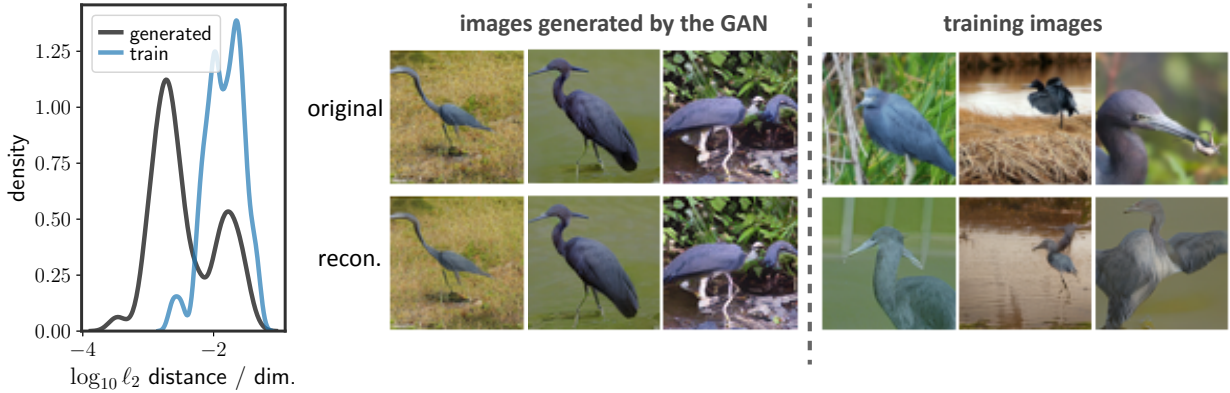 generated
train
1.25
1.00
0.75
0.50
0.25
0.00
density
−4
−2
log₁₀ ℓ₂ distance / dim.
images generated by the GAN
training images
original
recon.